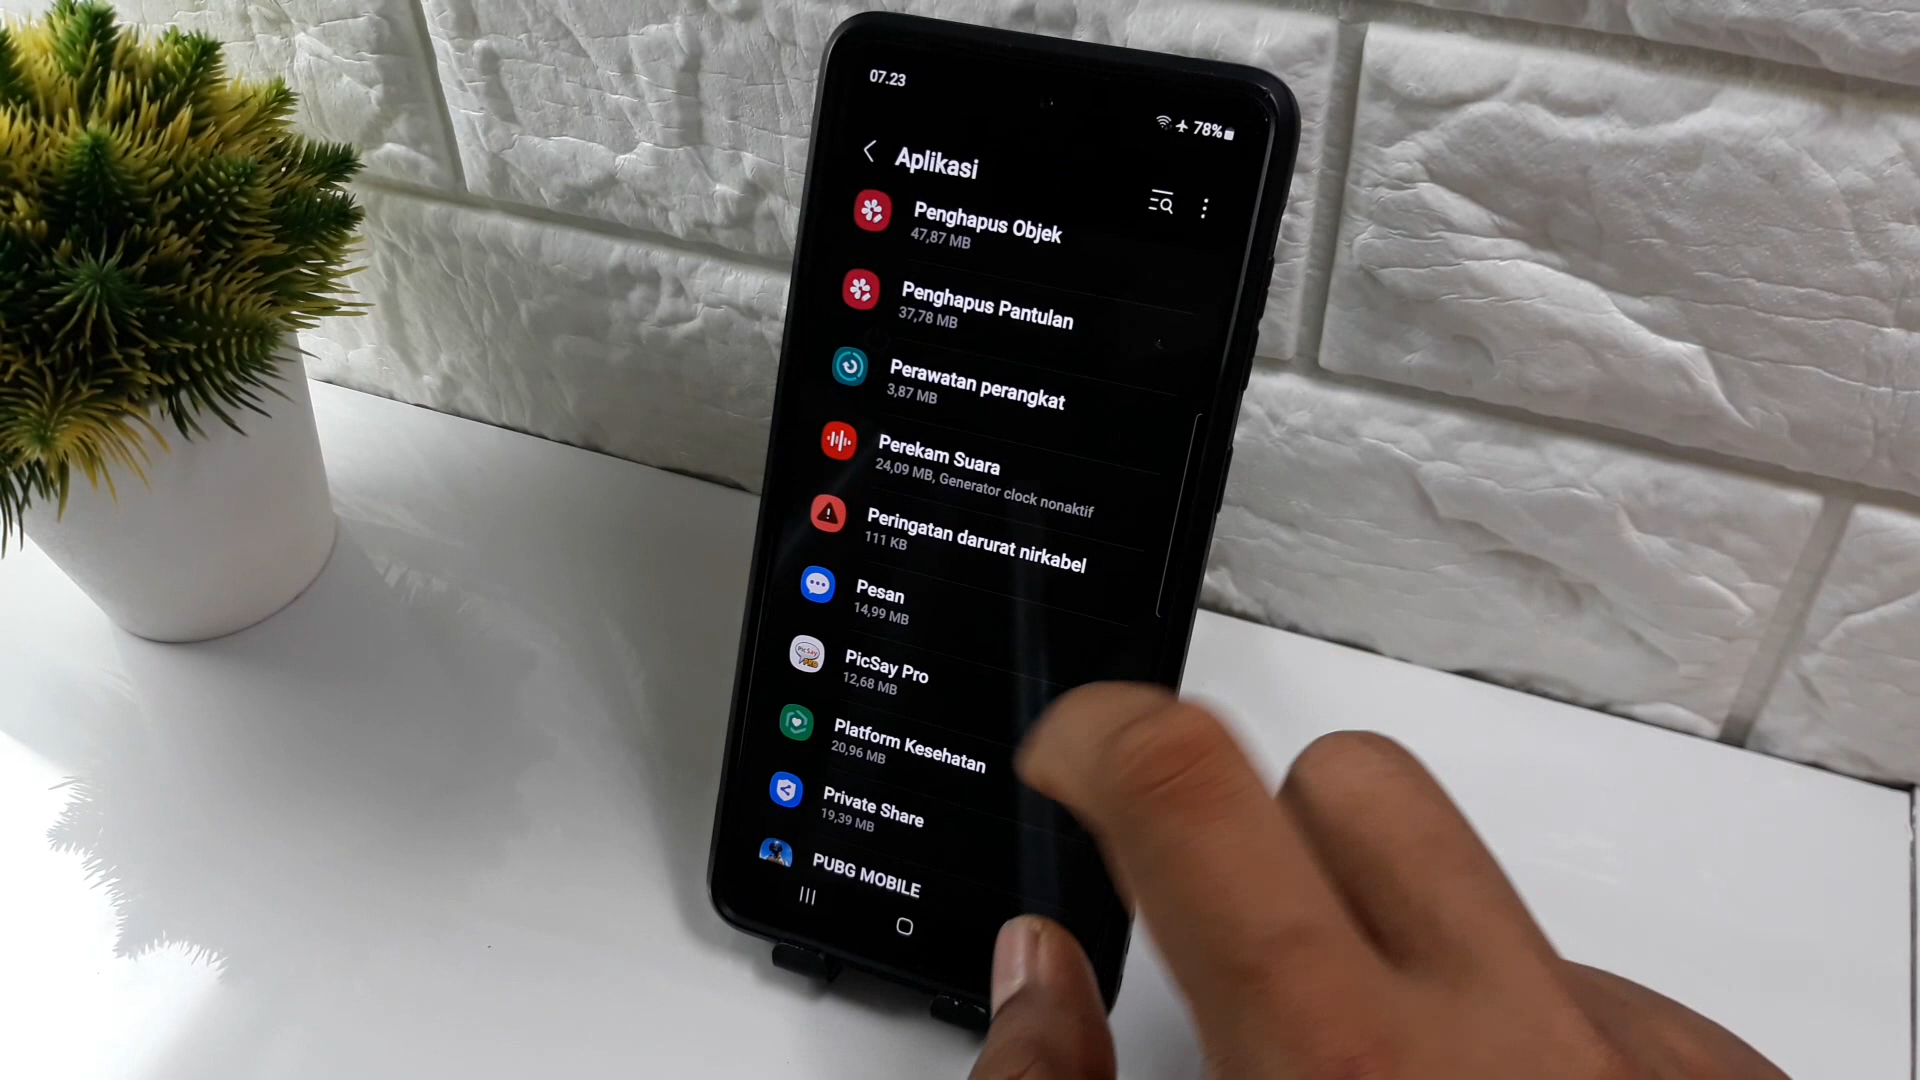 07.23
78%
Aplikasi
Penghapus Objek
47,87 MB
Penghapus Pantulan
37,78 MB
Perawatan perangkat
3,87 MB
Perekam Suara
24,09 MB, Generator clock nonaktif
Peringatan darurat nirkabel
111 KB
Pesan
14,99 MB
PicSay
PRO
PicSay Pro
12,68 MB
Platform Kesehatan
20,96 MB
Private Share
19,39 MB
PUBG MOBILE